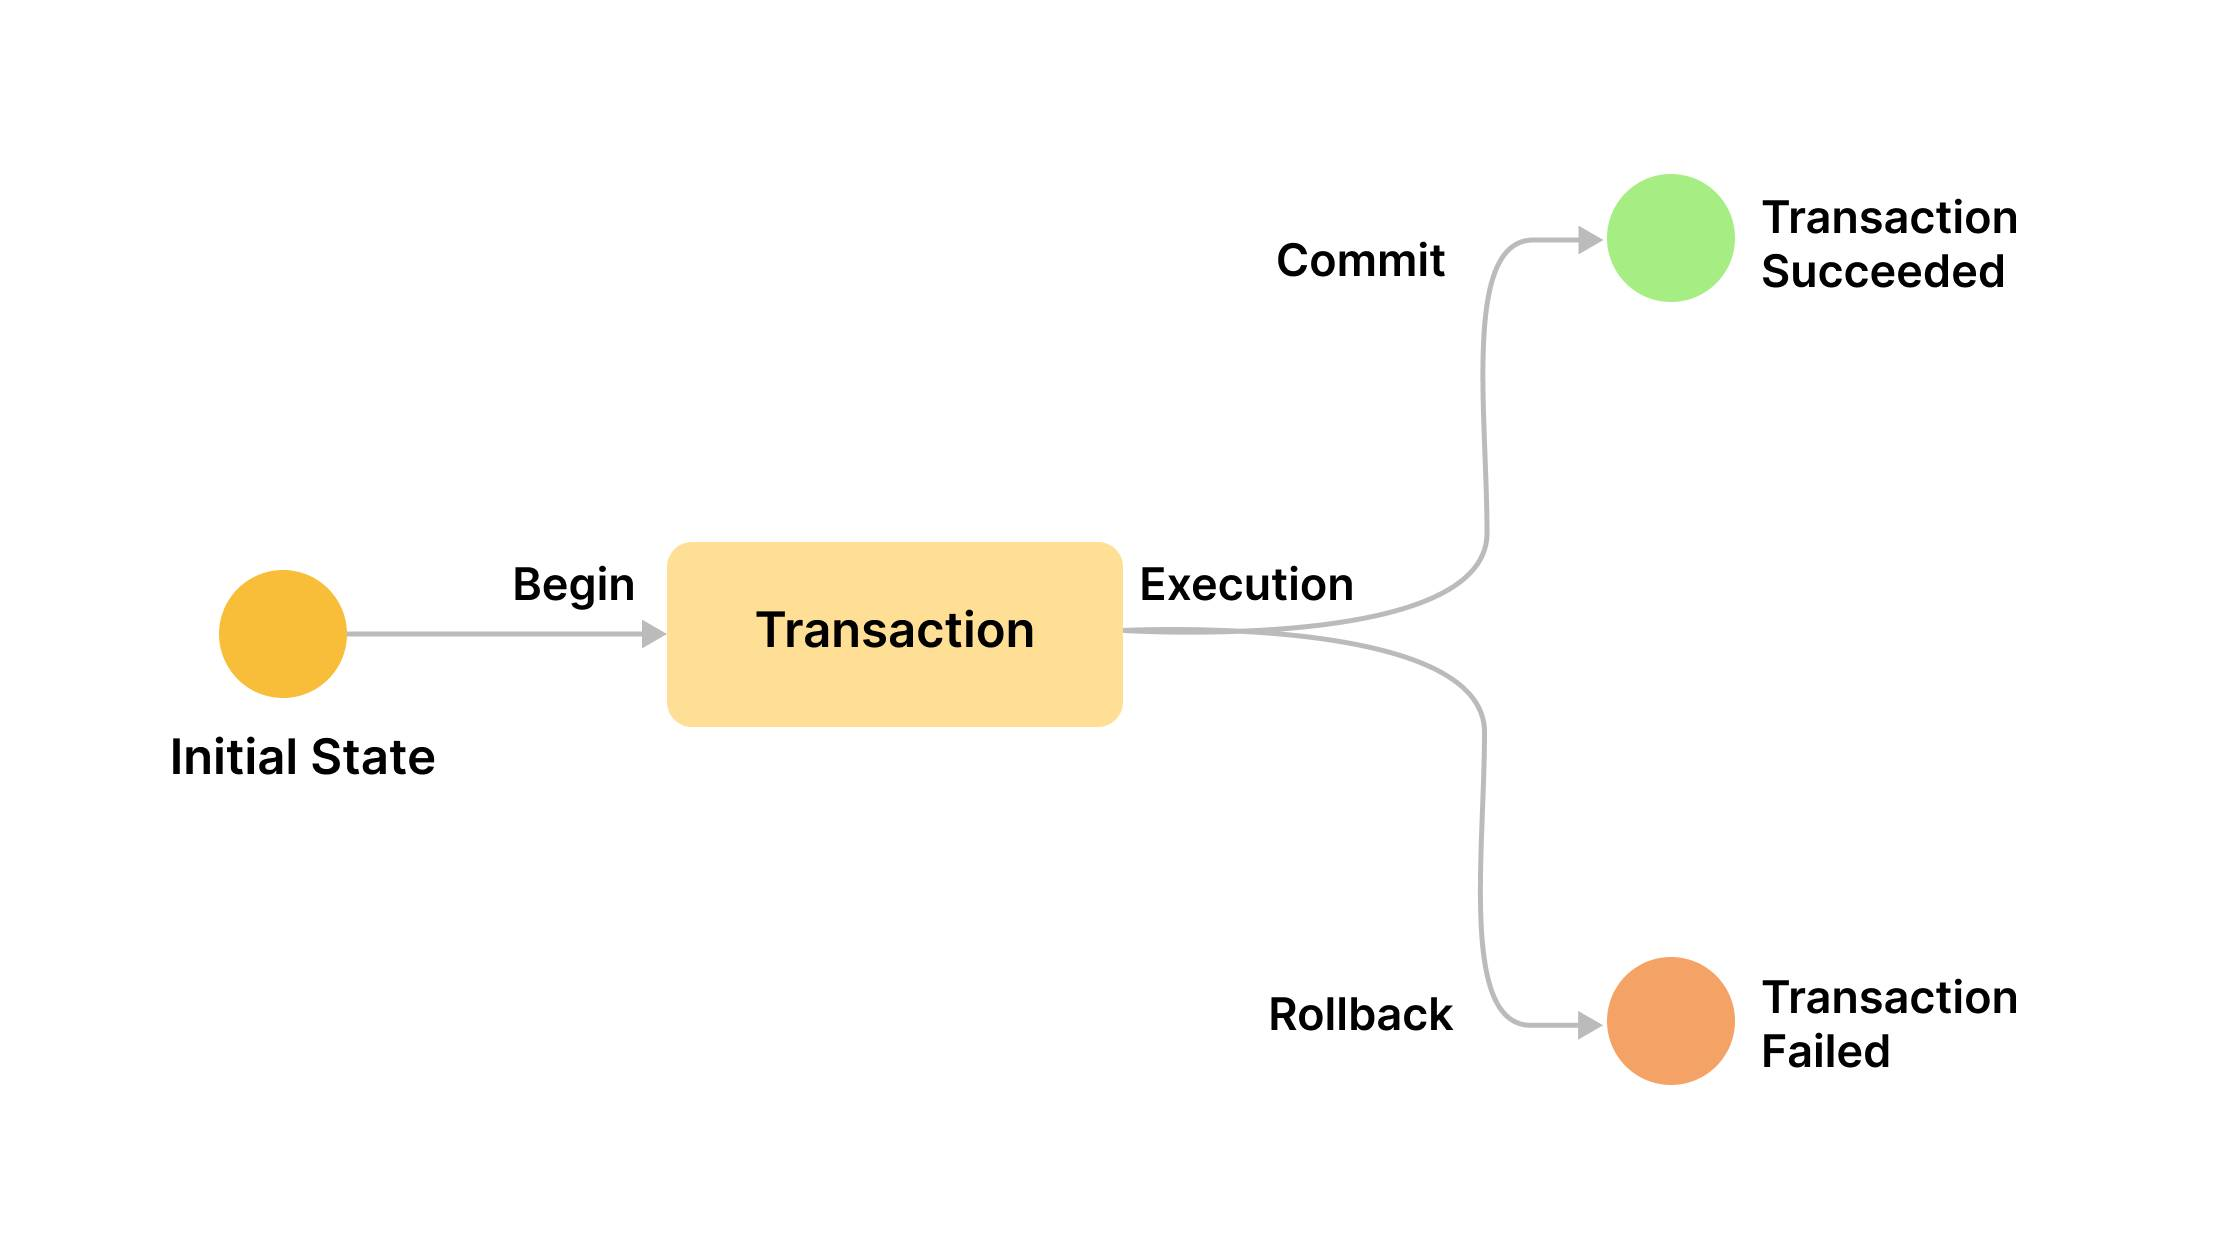 Initial State
Begin
Transaction
Execution
Commit
Transaction
Succeeded
Rollback
Transaction
Failed